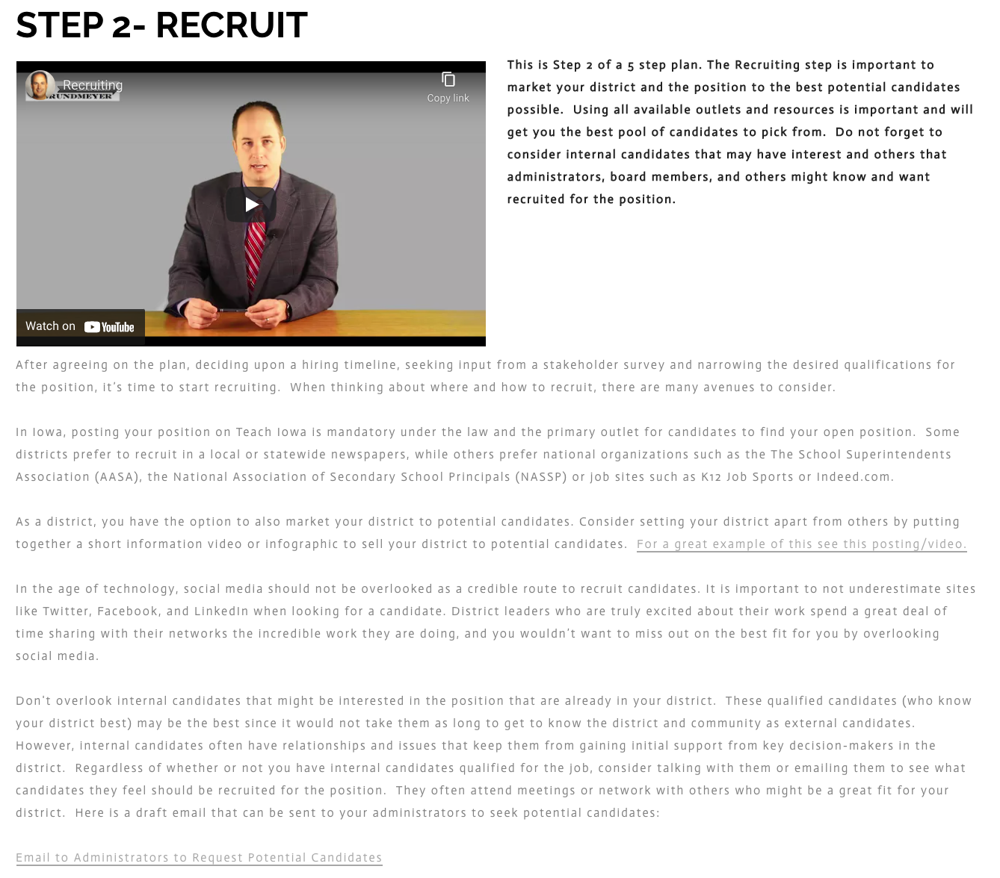 STEP 2- RECRUIT
Recruiting
RUNDMEYER
Copy link
Watch on YouTube
This is Step 2 of a 5 step plan. The Recruiting step is important to
market your district and the position to the best potential candidates
possible.  Using all available outlets and resources is important and will
get you the best pool of candidates to pick from.  Do not forget to
consider internal candidates that may have interest and others that
administrators, board members, and others might know and want
recruited for the position.
After agreeing on the plan, deciding upon a hiring timeline, seeking input from a stakeholder survey and narrowing the desired qualifications for
the position, it's time to start recruiting.  When thinking about where and how to recruit, there are many avenues to consider.
In Iowa, posting your position on Teach Iowa is mandatory under the law and the primary outlet for candidates to find your open position.  Some
districts prefer to recruit in a local or statewide newspapers, while others prefer national organizations such as the The School Superintendents
Association (AASA), the National Association of Secondary School Principals (NASSP) or job sites such as K12 Job Sports or Indeed.com.
As a district, you have the option to also market your district to potential candidates. Consider setting your district apart from others by putting
together a short information video or infographic to sell your district to potential candidates.  For a great example of this see this posting/video.
In the age of technology, social media should not be overlooked as a credible route to recruit candidates. It is important to not underestimate sites
like Twitter, Facebook, and LinkedIn when looking for a candidate. District leaders who are truly excited about their work spend a great deal of
time sharing with their networks the incredible work they are doing, and you wouldn't want to miss out on the best fit for you by overlooking
social media.
Don't overlook internal candidates that might be interested in the position that are already in your district.  These qualified candidates (who know
your district best) may be the best since it would not take them as long to get to know the district and community as external candidates.
However, internal candidates often have relationships and issues that keep them from gaining initial support from key decision-makers in the
district.  Regardless of whether or not you have internal candidates qualified for the job, consider talking with them or emailing them to see what
candidates they feel should be recruited for the position.  They often attend meetings or network with others who might be a great fit for your
district.  Here is a draft email that can be sent to your administrators to seek potential candidates:
Email to Administrators to Request Potential Candidates